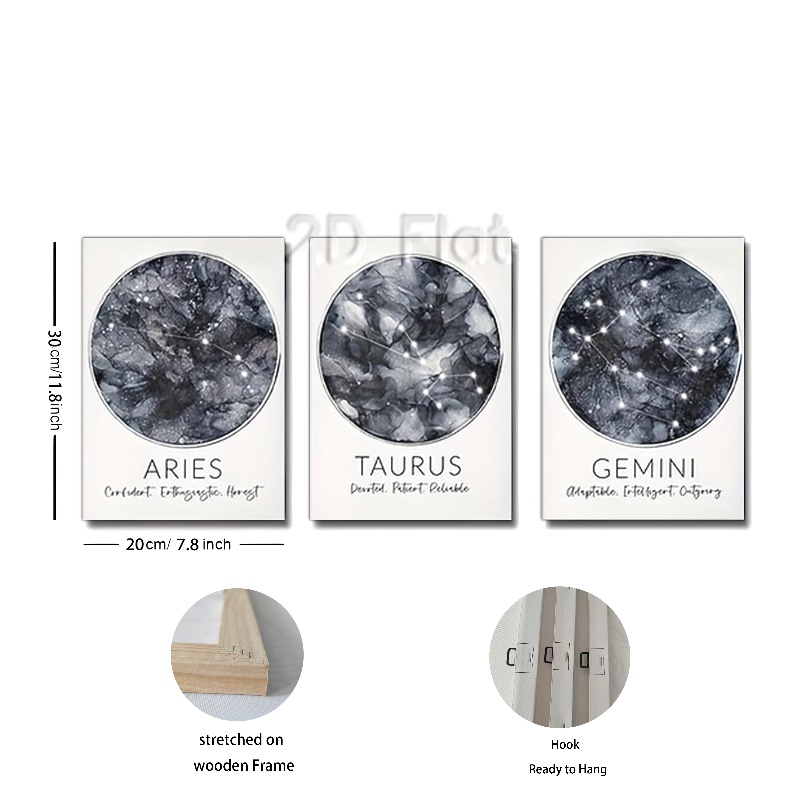 2D Flat
30cm/11.8inch
ARIES
Confident, Enthusiastic, Honest
TAURUS
Devoted, Patient, Reliable
GEMINI
Adaptable, Intelligent, Outgoing
20cm/ 7.8 inch
stretched on
wooden Frame
Hook
Ready to Hang